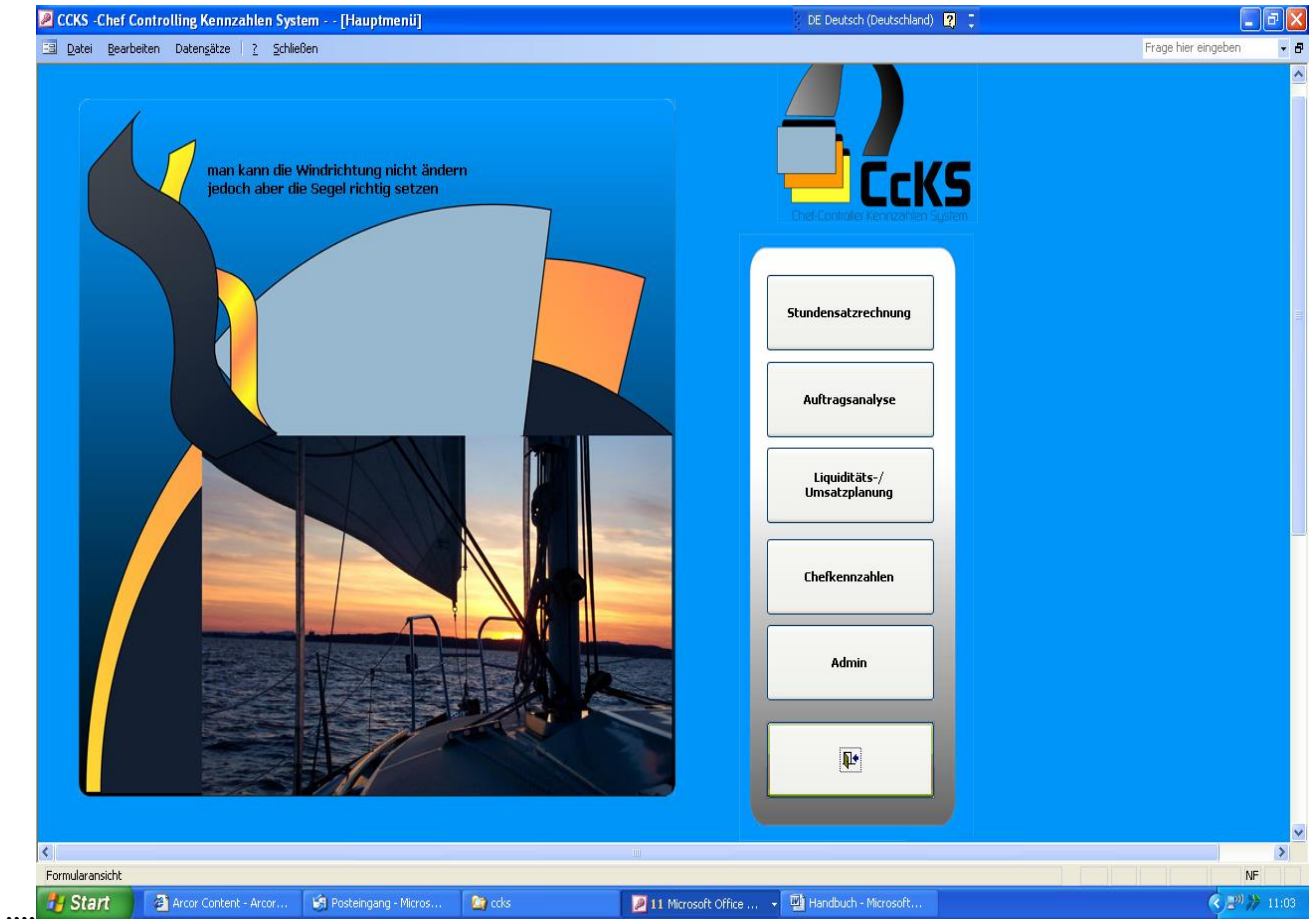 CCKS -Chef Controlling Kennzahlen System - - [Hauptmenü]
DE Deutsch (Deutschland)
Datei Bearbeiten Datensätze ? Schließen
Frage hier eingeben
man kann die Windrichtung nicht ändern
jedoch aber die Segel richtig setzen
CcKS
Chef-Controller Kennzahlen System
Stundensatzrechnung
Auftragsanalyse
Liquiditäts-/
Umsatzplanung
Chefkennzahlen
Admin
Formularansicht
NF
Start
Arcor Content - Arcor...
Posteingang - Micros...
ccks
11 Microsoft Office ...
Handbuch - Microsoft...
11:03
....